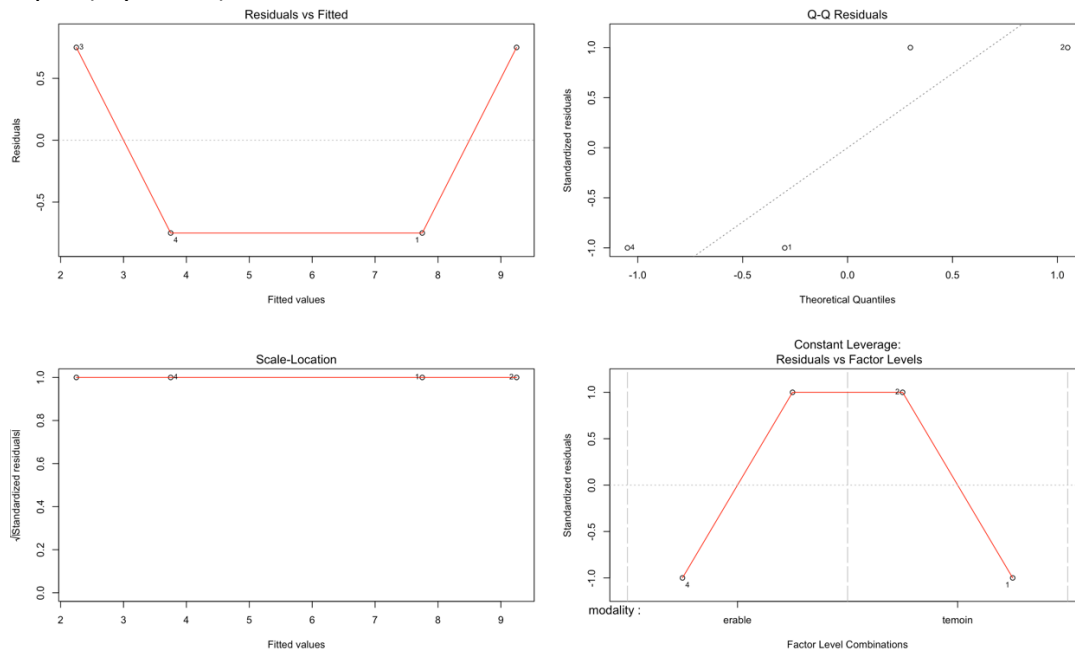 Residuals vs Fitted
Residuals
0.5
0.0
-0.5
3
4
1
2 3 4 5 6 7 8 9
Fitted values
Q-Q Residuals
Standardized residuals
1.0
0.5
0.0
-0.5
-1.0
2
4
1
-1.0 -0.5 0.0 0.5 1.0
Theoretical Quantiles
Scale-Location
√|Standardized residuals|
1.0
0.8
0.6
0.4
0.2
0.0
4
1
2
2 3 4 5 6 7 8 9
Fitted values
Constant Leverage:
Residuals vs Factor Levels
Standardized residuals
1.0
0.5
0.0
-0.5
-1.0
2
4
1
modality :
erable temoin
Factor Level Combinations